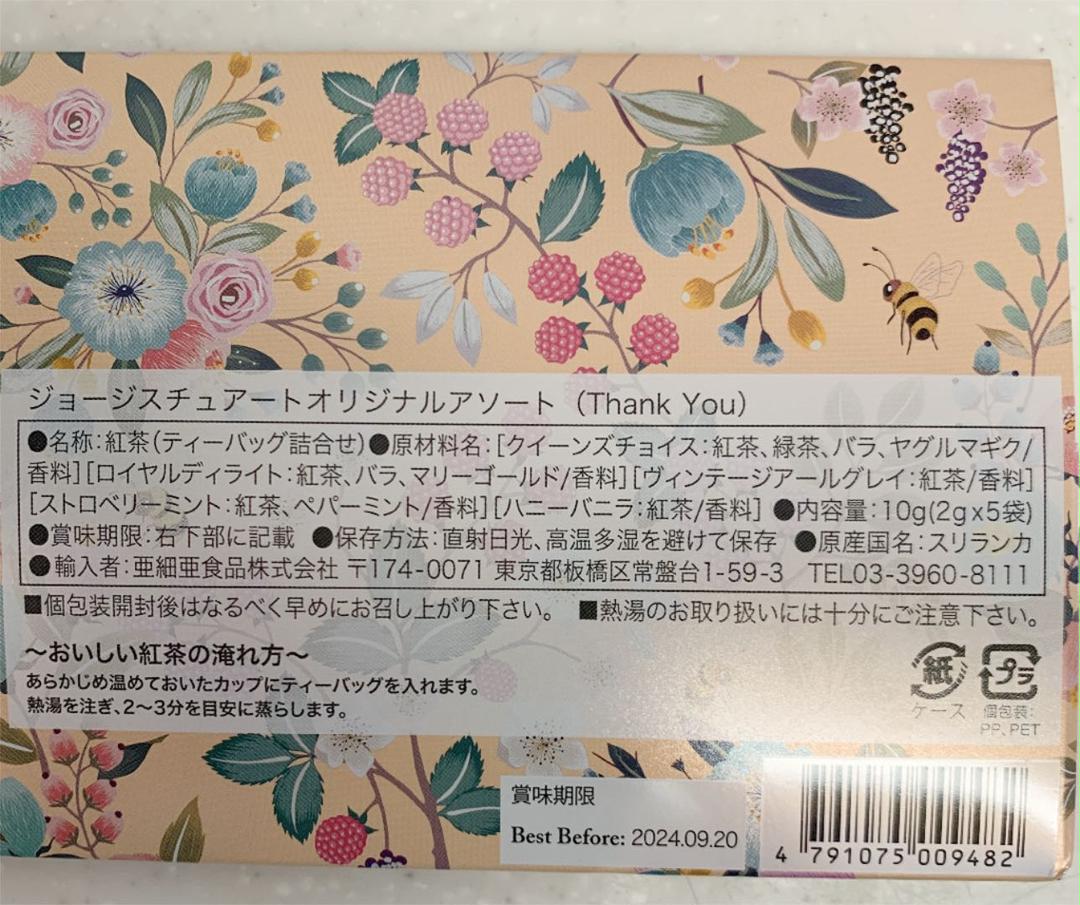 ジョージスチュアートオリジナルアソート（Thank You）
●名称：紅茶（ティーバッグ詰合せ）●原材料名：［クイーンズチョイス：紅茶、緑茶、バラ、ヤグルマギク/
香料］［ロイヤルディライト：紅茶、バラ、マリーゴールド/香料］［ヴィンテージアールグレイ：紅茶/香料］
［ストロベリーミント：紅茶、ペパーミント/香料］［ハニーバニラ：紅茶/香料］ ●内容量：10g(2g×5袋)
●賞味期限：右下部に記載 ●保存方法：直射日光、高温多湿を避けて保存 ●原産国名：スリランカ
●輸入者：亜細亜食品株式会社 〒174-0071 東京都板橋区常盤台1-59-3 TEL03-3960-8111
■個包装開封後はなるべく早めにお召し上がり下さい。 ■熱湯のお取り扱いには十分にご注意下さい。
～おいしい紅茶の淹れ方～
あらかじめ温めておいたカップにティーバッグを入れます。
熱湯を注ぎ、2～3分を目安に蒸らします。
紙 プラ
ケース 個包装：
PP、PET
賞味期限
Best Before: 2024.09.20
4 791075 009482